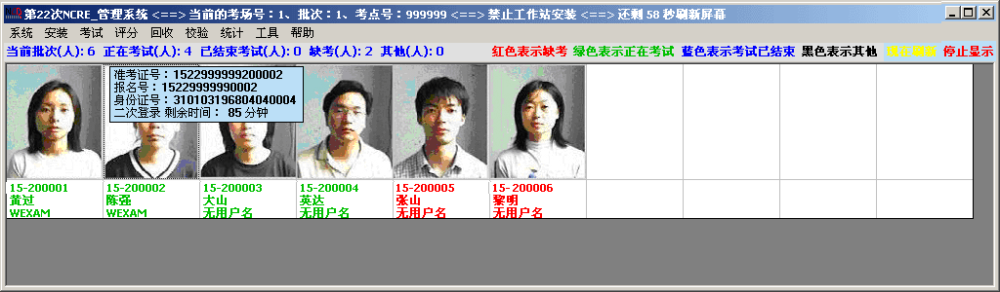 第22次NCRE_管理系统 <==> 当前的考场号：1、批次：1、考点号：999999 <==> 禁止工作站安装 <==> 还剩 58 秒刷新屏幕
系统 安装 考试 评分 回收 校验 统计 工具 帮助
当前批次(人): 6 正在考试(人): 4 已结束考试(人): 0 缺考(人): 2 其他(人): 0 红色表示缺考 绿色表示正在考试 蓝色表示考试已结束 黑色表示其他 停止显示
准考证号：1522999999200002
报名号：15229999990002
身份证号：310103196804040004
二次登录 剩余时间： 85 分钟
15-200001 15-200002 15-200003 15-200004 15-200005 15-200006
黄过 陈强 大山 英达 张山 黎明
WEXAM WEXAM 无用户名 无用户名 无用户名 无用户名